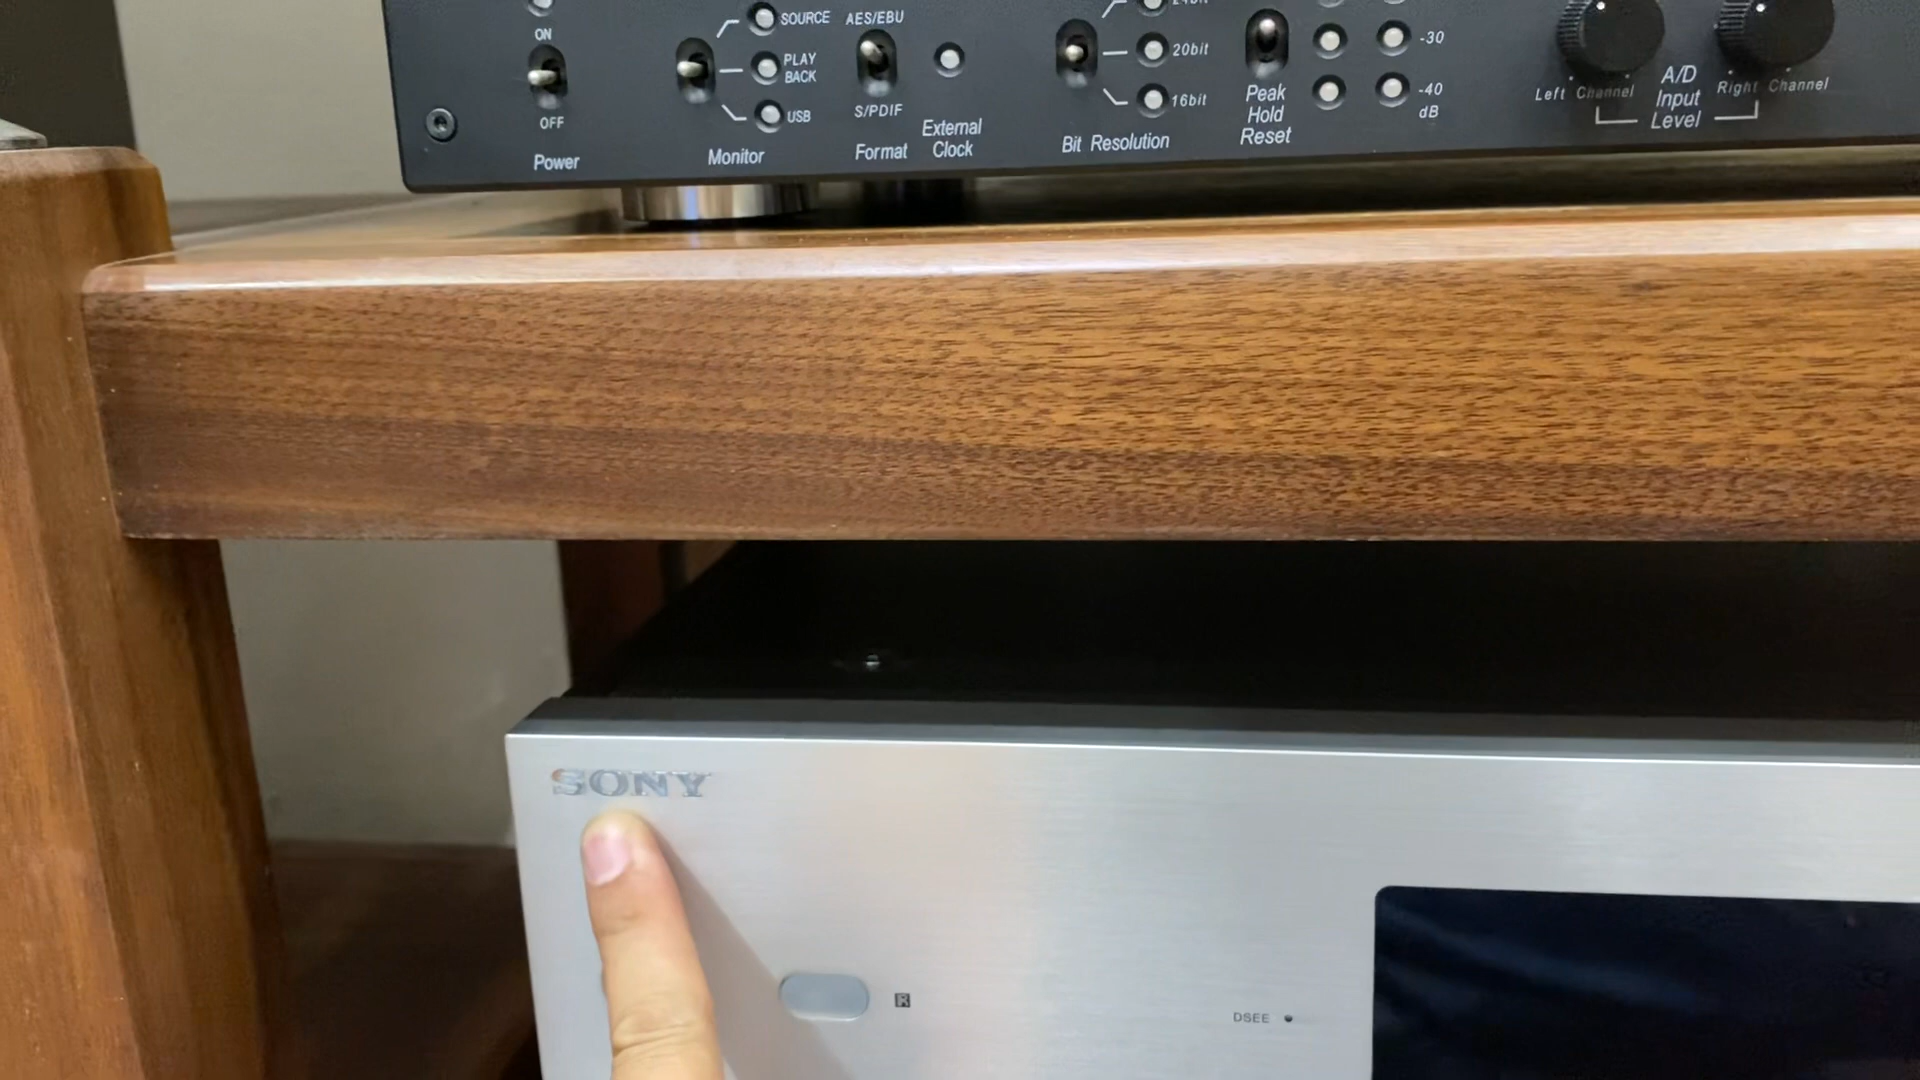 ON
OFF
Power
SOURCE
PLAY
BACK
USB
Monitor
AES/EBU
S/PDIF
Format
External
Clock
20bit
16bit
Bit Resolution
Peak
Hold
Reset
-30
-40
dB
Left Channel
A/D
Input
Level
Right Channel
SONY
R
DSEE